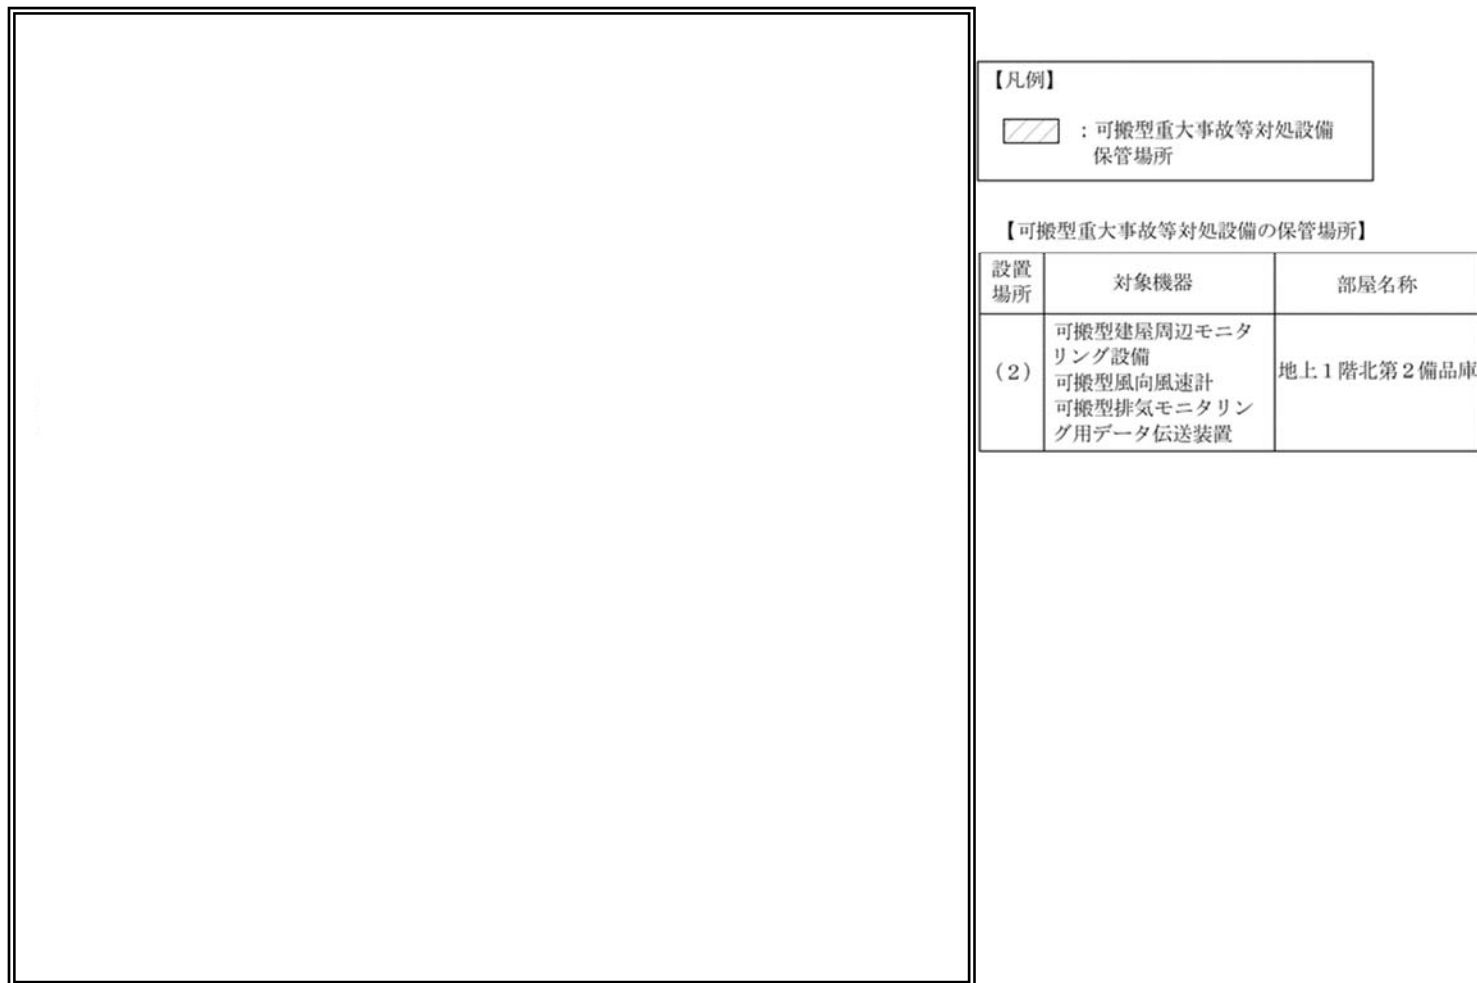 【凡例】
：可搬型重大事故等対処設備
保管場所
【可搬型重大事故等対処設備の保管場所】
設置
場所
対象機器
部屋名称
(2)
可搬型建屋周辺モニタ
リング設備
可搬型風向風速計
可搬型排気モニタリン
グ用データ伝送装置
地上1階北第2備品庫